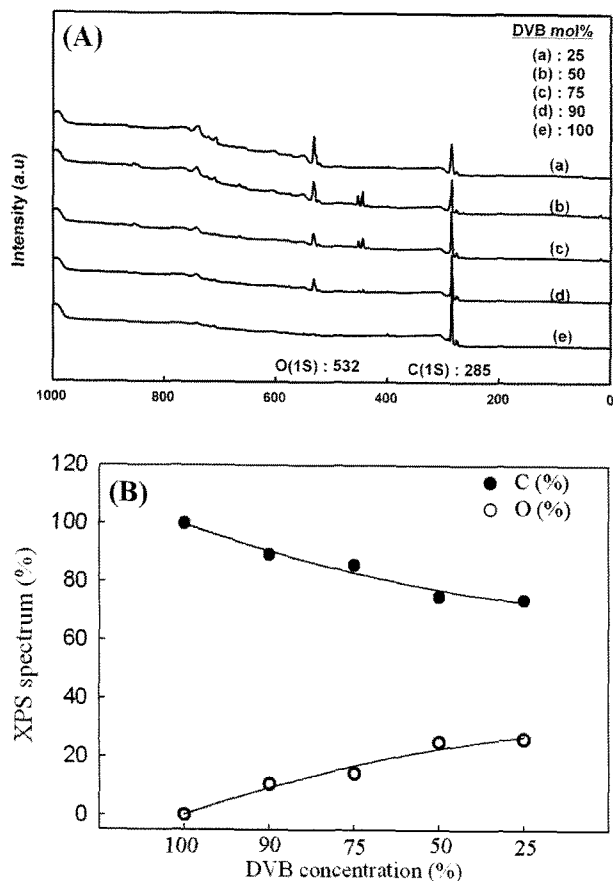 (A)
DVB mol%
(a) : 25
(b) : 50
(c) : 75
(d) : 90
(e) : 100
Intensity (a.u)
(a)
(b)
(c)
(d)
(e)
O(1S) : 532
C(1S) : 285
1000 800 600 400 200 0
(B)
C (%)
O (%)
XPS spectrum (%)
120
100
80
60
40
20
0
100 90 75 50 25
DVB concentration (%)